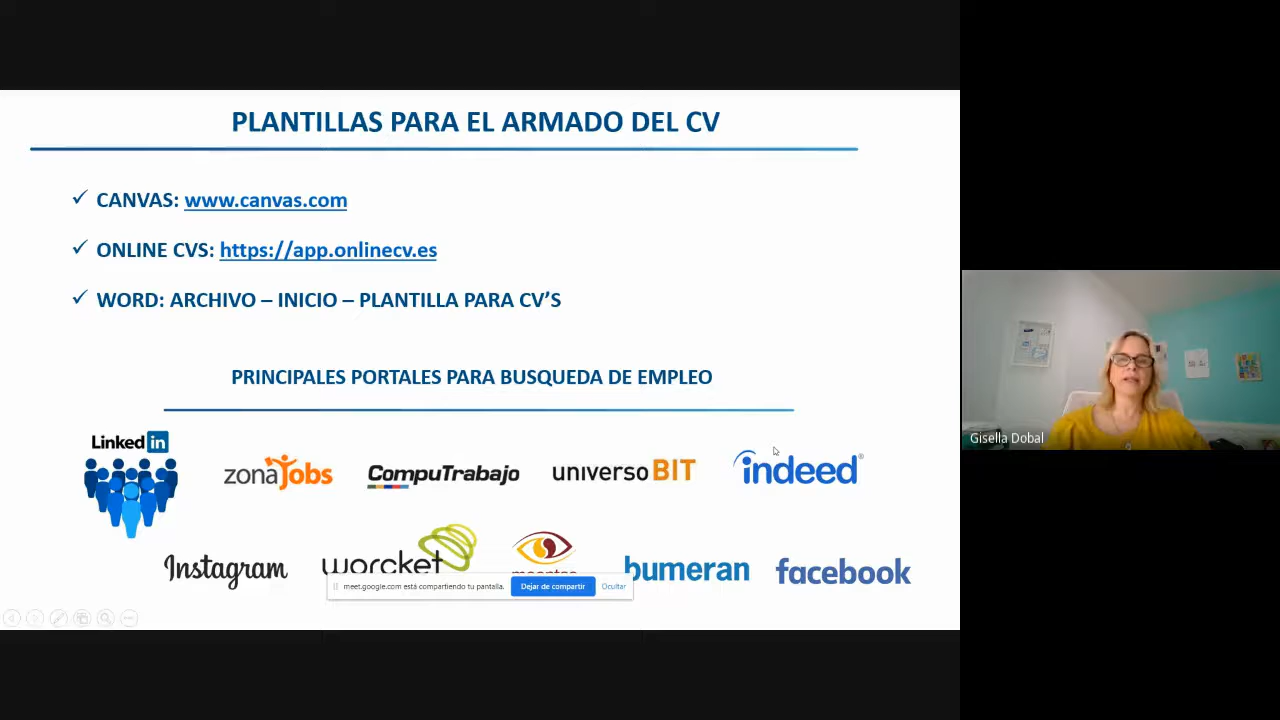 PLANTILLAS PARA EL ARMADO DEL CV
✓ CANVAS: www.canvas.com
✓ ONLINE CVS: https://app.onlinecv.es
✓ WORD: ARCHIVO – INICIO – PLANTILLA PARA CV’S
PRINCIPALES PORTALES PARA BUSQUEDA DE EMPLEO
Linked in
zonajobs
CompuTrabajo
universoBIT
indeed®
Instagram
worcket
bumeran
facebook
meet.google.com está compartiendo tu pantalla.
Dejar de compartir
Ocultar
Gisella Dobal